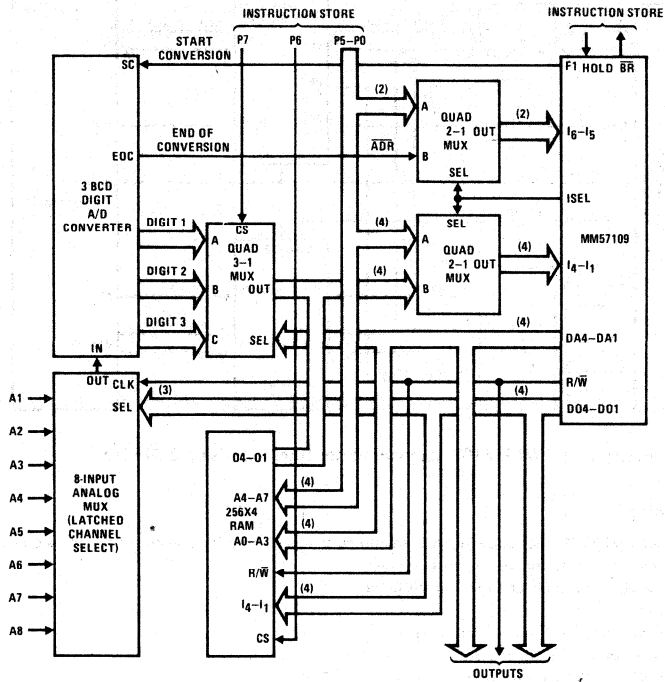 INSTRUCTION STORE
INSTRUCTION STORE
P7
P6
P5–P0
START
CONVERSION
SC
F1
HOLD
BR
(2)
A
QUAD
2–1 OUT
MUX
(2)
I6–I5
END OF
CONVERSION
EOC
ADR
B
SEL
3 BCD
DIGIT
A/D
CONVERTER
ISEL
DIGIT 1
A
CS
QUAD
3–1
MUX
OUT
(4)
SEL
A
QUAD
2–1 OUT
MUX
(4)
MM57109
I4–I1
DIGIT 2
B
(4)
B
DIGIT 3
C
SEL
(4)
DA4–DA1
IN
OUT
CLK
R/W
(3)
(4)
SEL
DO4–DO1
A1
A2
A3
A4
A5
A6
A7
A8
8-INPUT
ANALOG
MUX
(LATCHED
CHANNEL
SELECT)
O4–O1
A4–A7
(4)
256X4
RAM
A0–A3
(4)
R/W
I4–I1
(4)
CS
OUTPUTS